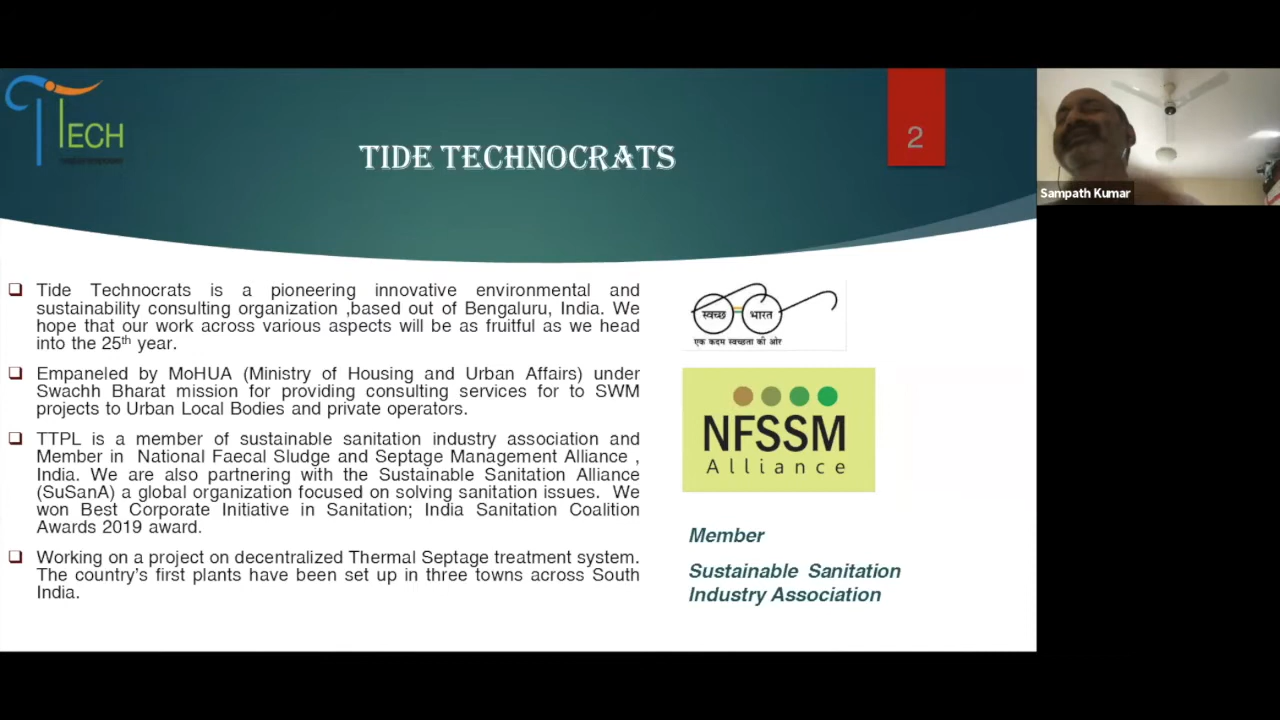 TECH
TIDE TECHNOCRATS
2
Sampath Kumar
Tide Technocrats is a pioneering innovative environmental and
sustainability consulting organization ,based out of Bengaluru, India. We
hope that our work across various aspects will be as fruitful as we head
into the 25th year.
Empaneled by MoHUA (Ministry of Housing and Urban Affairs) under
Swachh Bharat mission for providing consulting services for to SWM
projects to Urban Local Bodies and private operators.
TTPL is a member of sustainable sanitation industry association and
Member in National Faecal Sludge and Septage Management Alliance ,
India. We are also partnering with the Sustainable Sanitation Alliance
(SuSanA) a global organization focused on solving sanitation issues. We
won Best Corporate Initiative in Sanitation; India Sanitation Coalition
Awards 2019 award.
Working on a project on decentralized Thermal Septage treatment system.
The country's first plants have been set up in three towns across South
India.
स्वच्छ भारत
एक कदम स्वच्छता की ओर
NFSSM
Alliance
Member
Sustainable Sanitation
Industry Association